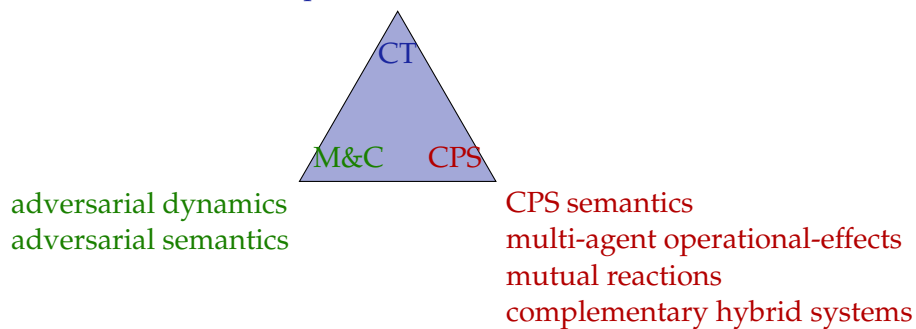 CT
M&C
CPS
adversarial dynamics
adversarial semantics
CPS semantics
multi-agent operational-effects
mutual reactions
complementary hybrid systems